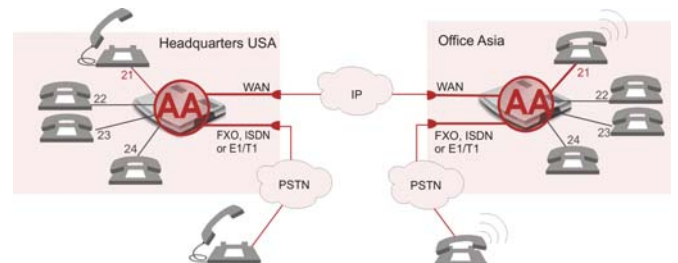 Headquarters USA
21
22
23
24
AA
WAN
FXO, ISDN
or E1/T1
IP
PSTN
Office Asia
WAN
FXO, ISDN
or E1/T1
AA
21
22
23
24
PSTN